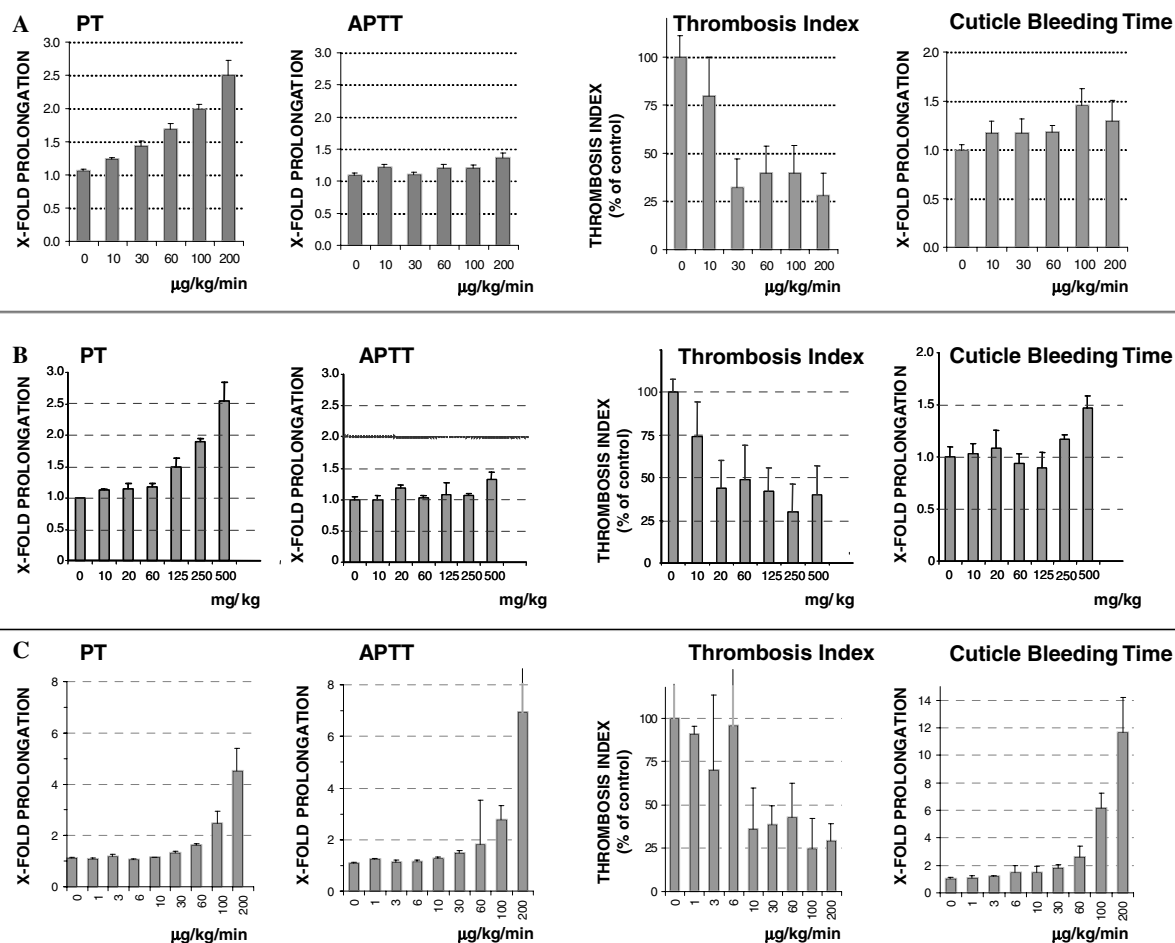 A
PT
X-FOLD PROLONGATION
3.0
2.5
2.0
1.5
1.0
0.5
0.0
0 10 30 60 100 200
µg/kg/min
APTT
X-FOLD PROLONGATION
3.0
2.5
2.0
1.5
1.0
0.5
0.0
0 10 30 60 100 200
µg/kg/min
Thrombosis Index
THROMBOSIS INDEX
(% of control)
100
75
50
25
0
0 10 30 60 100 200
µg/kg/min
Cuticle Bleeding Time
X-FOLD PROLONGATION
2.0
1.5
1.0
0.5
0.0
0 10 30 60 100 200
µg/kg/min
B
PT
X-FOLD PROLONGATION
3.0
2.5
2.0
1.5
1.0
0.5
0
0 10 20 60 125 250 500
mg/kg
APTT
X-FOLD PROLONGATION
3.0
2.5
2.0
1.5
1.0
0.5
0
0 10 20 60 125 250 500
mg/kg
Thrombosis Index
THROMBOSIS INDEX
(% of control)
100
75
50
25
0
0 10 20 60 125 250 500
mg/kg
Cuticle Bleeding Time
X-FOLD PROLONGATION
2.0
1.5
1.0
0.5
0
0 10 20 60 125 250 500
mg/kg
C
PT
X-FOLD PROLONGATION
8
6
4
2
0
0 1 3 6 10 30 60 100 200
µg/kg/min
APTT
X-FOLD PROLONGATION
8
6
4
2
0
0 1 3 6 10 30 60 100 200
µg/kg/min
Thrombosis Index
THROMBOSIS INDEX
(% of control)
100
75
50
25
0
0 1 3 6 10 30 60 100 200
µg/kg/min
Cuticle Bleeding Time
X-FOLD PROLONGATION
14
12
10
8
6
4
2
0
0 1 3 6 10 30 60 100 200
µg/kg/min